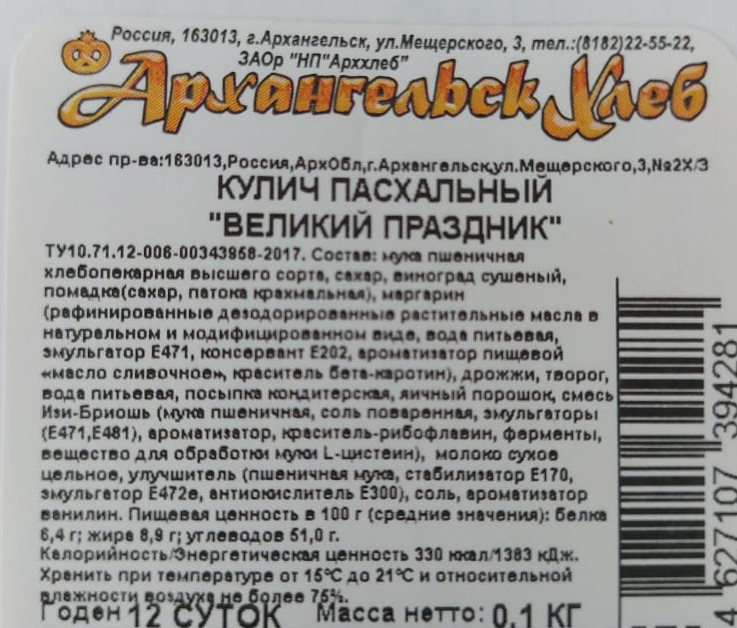 Россия, 163013, г.Архангельск, ул.Мещерского, 3, тел.:(8182)22-55-22,
ЗАОр "НП"Архxлеб"
Архангельск Хлеб
Адрес пр-ва:163013,Россия,АрхОбл,г.Архангельск,ул.Мещерского,3,№2Х/3
КУЛИЧ ПАСХАЛЬНЫЙ
"ВЕЛИКИЙ ПРАЗДНИК"
ТУ10.71.12-006-00343958-2017. Состав: мука пшеничная
хлебопекарная высшего сорта, сахар, виноград сушеный,
помадка(сахар, патока крахмальная), маргарин
(рафинированные дезодорированные растительные масла в
натуральном и модифицированном виде, вода питьевая,
эмульгатор Е471, консервант Е202, ароматизатор пищевой
«масло сливочное», краситель бета-каротин), дрожжи, творог,
вода питьевая, посыпка кондитерская, яичный порошок, смесь
Изи-Бриошь (мука пшеничная, соль поваренная, эмульгаторы
(Е471,Е481), ароматизатор, краситель-рибофлавин, ферменты,
вещество для обработки муки L-цистеин), молоко сухое
цельное, улучшитель (пшеничная мука, стабилизатор Е170,
эмульгатор Е472е, антиокислитель Е300), соль, ароматизатор
ванилин. Пищевая ценность в 100 г (средние значения): белка
6,4 г; жира 8,9 г; углеводов 51,0 г.
Калорийность/Энергетическая ценность 330 ккал/1383 кДж.
Хранить при температуре от 15°С до 21°С и относительной
влажности воздуха не более 75%.
Годен 12 СУТОК Масса нетто: 0,1 КГ
4 627107 394281